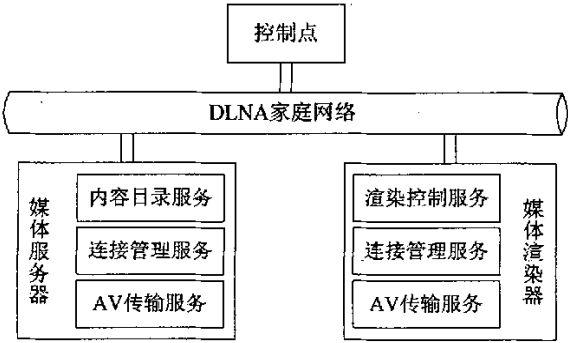 控制点
DLNA家庭网络
媒体服务器
内容目录服务
连接管理服务
AV传输服务
渲染控制服务
连接管理服务
AV传输服务
媒体渲染器